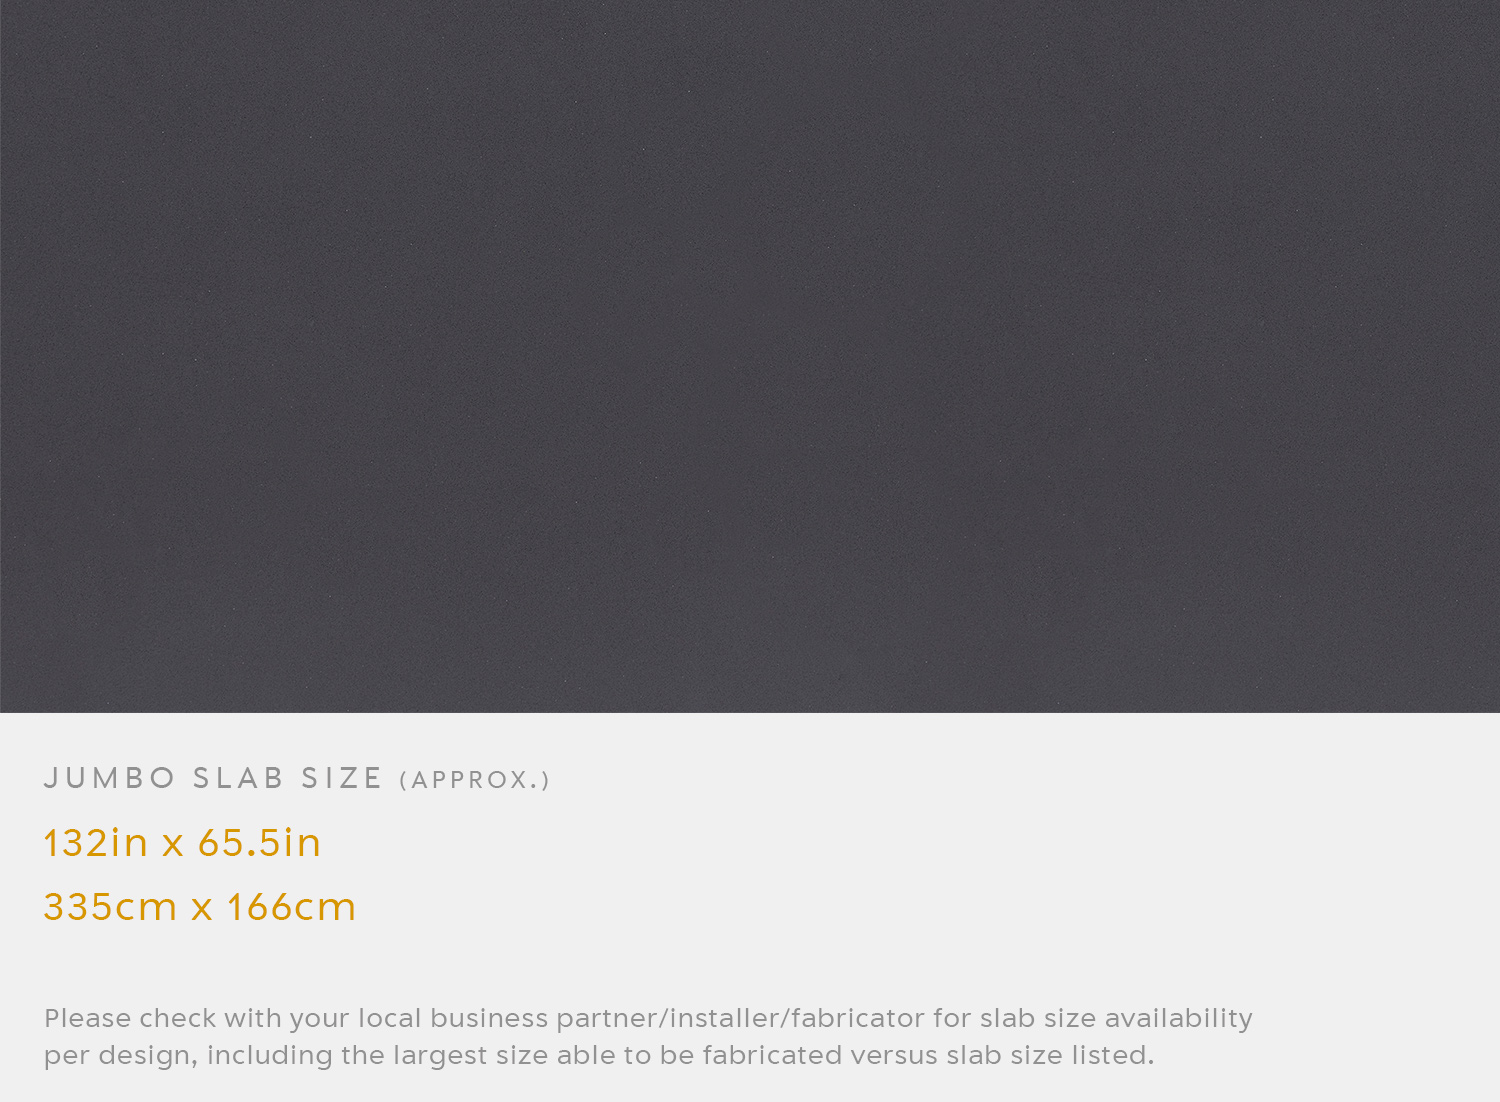 JUMBO SLAB SIZE (APPROX.)
132in x 65.5in
335cm x 166cm
Please check with your local business partner/installer/fabricator for slab size availability
per design, including the largest size able to be fabricated versus slab size listed.